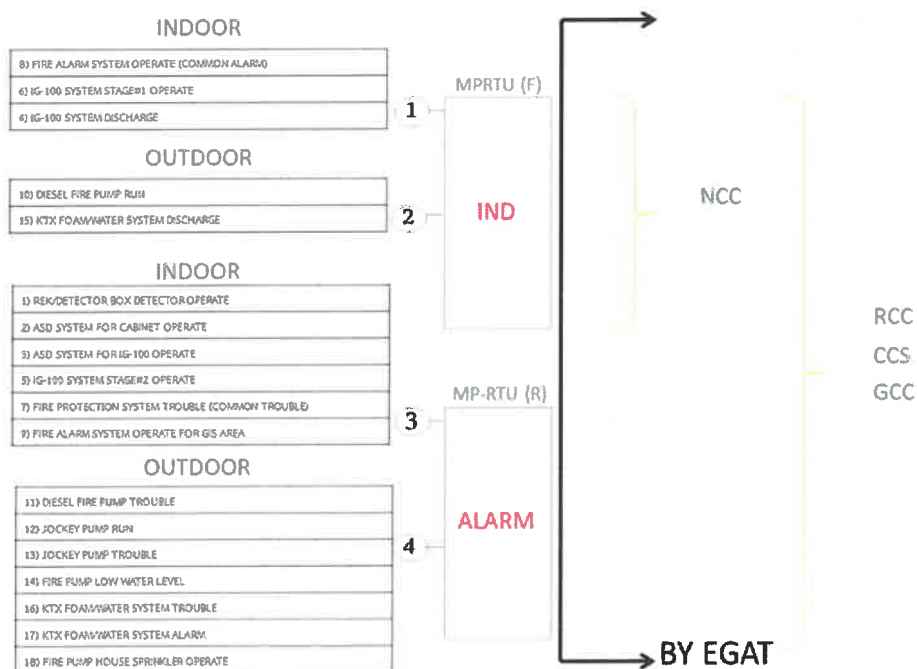 INDOOR
8) FIRE ALARM SYSTEM OPERATE (COMMON ALARM)
6) IG-100 SYSTEM STAGE#1 OPERATE
4) IG-100 SYSTEM DISCHARGE
1
MPRTU (F)
OUTDOOR
10) DIESEL FIRE PUMP RUN
15) KTX FOAM/WATER SYSTEM DISCHARGE
2
IND
NCC
INDOOR
1) REK/DETECTOR BOX DETECTOR OPERATE
2) ASD SYSTEM FOR CABINET OPERATE
3) ASD SYSTEM FOR IG-100 OPERATE
5) IG-100 SYSTEM STAGE#2 OPERATE
7) FIRE PROTECTION SYSTEM TROUBLE (COMMON TROUBLE)
9) FIRE ALARM SYSTEM OPERATE FOR GIS AREA
3
MP-RTU (R)
RCC
CCS
GCC
OUTDOOR
11) DIESEL FIRE PUMP TROUBLE
12) JOCKEY PUMP RUN
13) JOCKEY PUMP TROUBLE
14) FIRE PUMP LOW WATER LEVEL
16) KTX FOAM/WATER SYSTEM TROUBLE
17) KTX FOAM/WATER SYSTEM ALARM
18) FIRE PUMP HOUSE SPRINKLER OPERATE
4
ALARM
BY EGAT